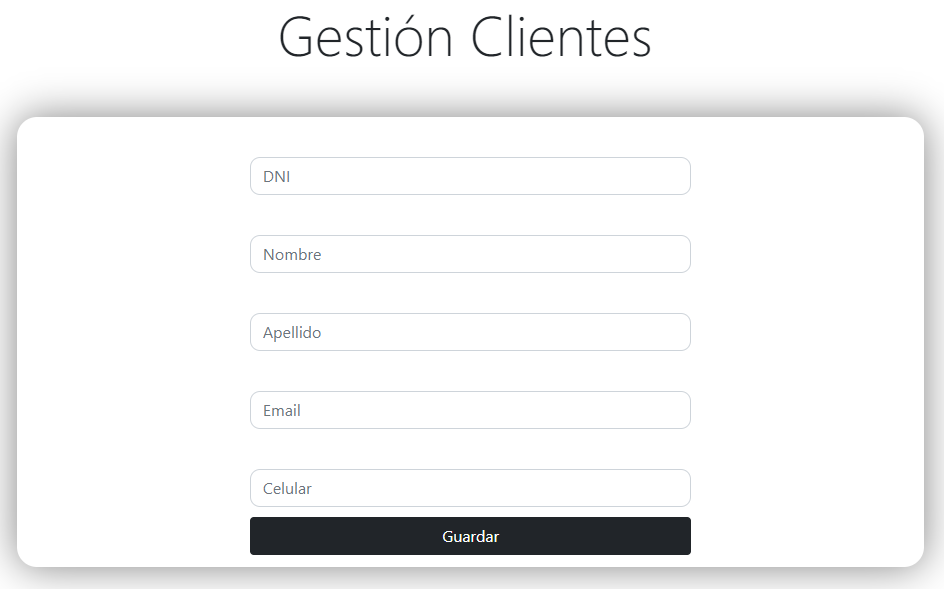 Gestión Clientes
DNI
Nombre
Apellido
Email
Celular
Guardar